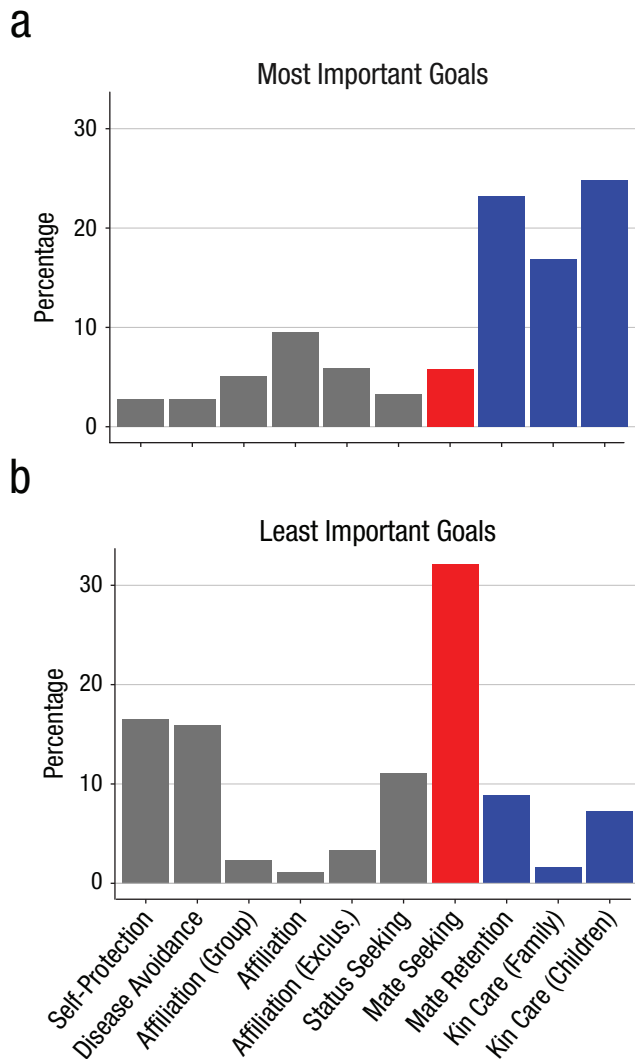 a
Most Important Goals
30
20
10
0
Percentage
b
Least Important Goals
30
20
10
0
Percentage
Self-Protection
Disease Avoidance
Affiliation (Group)
Affiliation
Affiliation (Exclus.)
Status Seeking
Mate Seeking
Mate Retention
Kin Care (Family)
Kin Care (Children)